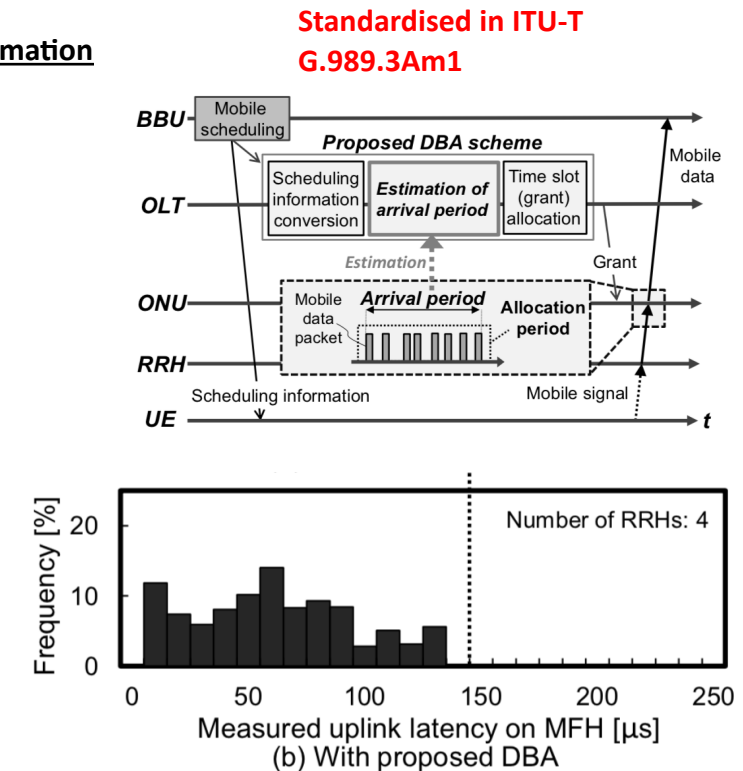 Standardised in ITU-T
G.989.3Am1
mation
BBU
Mobile
scheduling
Proposed DBA scheme
Mobile
data
OLT
Scheduling
information
conversion
Estimation of
arrival period
Time slot
(grant)
allocation
Estimation
Grant
ONU
Mobile
data
packet
Arrival period
Allocation
period
RRH
Scheduling information
Mobile signal
UE
t
Frequency [%]
20
10
0
Number of RRHs: 4
0 50 100 150 200 250
Measured uplink latency on MFH [μs]
(b) With proposed DBA